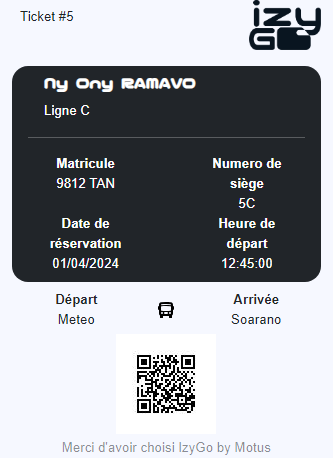 Ticket #5
izy
GO
Ny Ony RAMAVO
Ligne C
Matricule
9812 TAN
Numero de
siège
5C
Date de
réservation
01/04/2024
Heure de
départ
12:45:00
Départ
Meteo
Arrivée
Soarano
Merci d'avoir choisi IzyGo by Motus